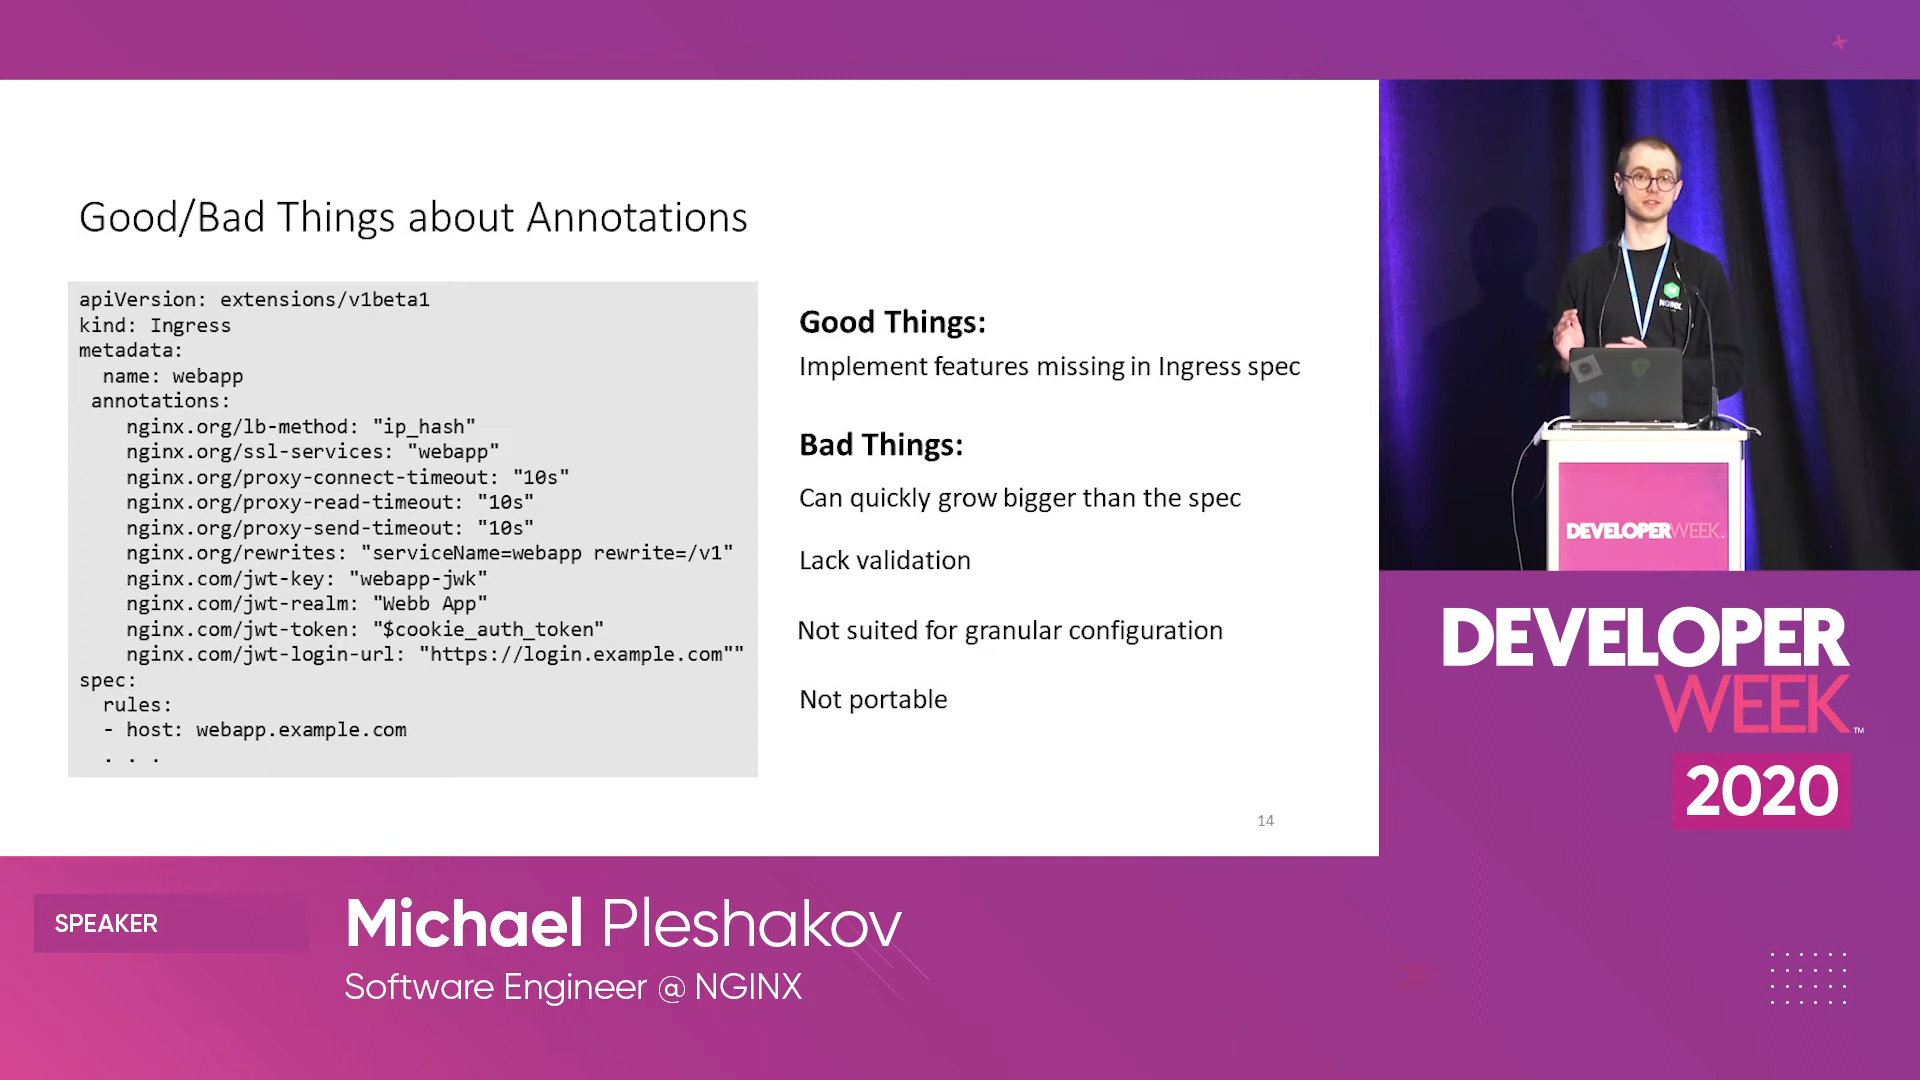 Good/Bad Things about Annotations
apiVersion: extensions/v1beta1
kind: Ingress
metadata:
name: webapp
annotations:
nginx.org/lb-method: "ip_hash"
nginx.org/ssl-services: "webapp"
nginx.org/proxy-connect-timeout: "10s"
nginx.org/proxy-read-timeout: "10s"
nginx.org/proxy-send-timeout: "10s"
nginx.org/rewrites: "serviceName=webapp rewrite=/v1"
nginx.com/jwt-key: "webapp-jwk"
nginx.com/jwt-realm: "Webb App"
nginx.com/jwt-token: "$cookie_auth_token"
nginx.com/jwt-login-url: "https://login.example.com""
spec:
rules:
- host: webapp.example.com
. . .
Good Things:
Implement features missing in Ingress spec
Bad Things:
Can quickly grow bigger than the spec
Lack validation
Not suited for granular configuration
Not portable
14
NGINX
DEVELOPERWEEK.
DEVELOPER
WEEK™
2020
SPEAKER
Michael Pleshakov
Software Engineer @ NGINX